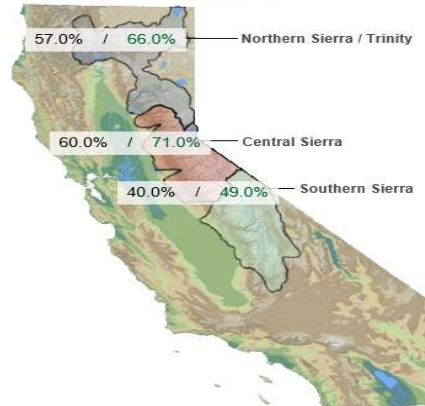 57.0% / 66.0% Northern Sierra / Trinity
60.0% / 71.0% Central Sierra
40.0% / 49.0% Southern Sierra